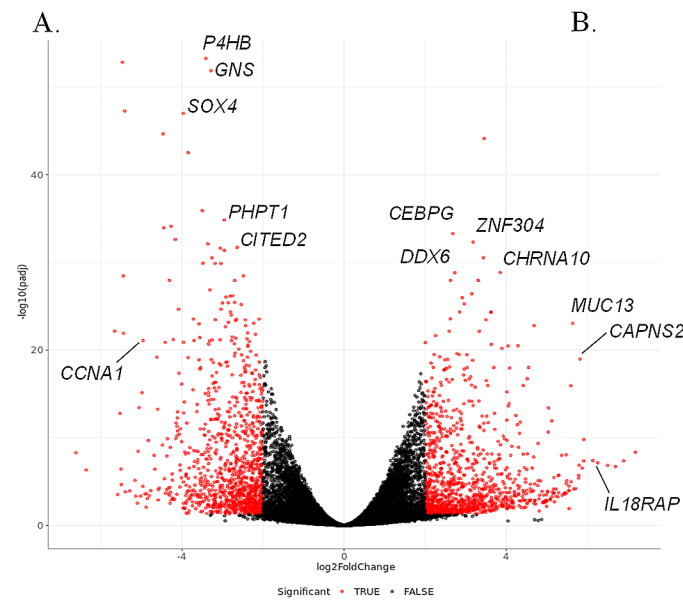 A.
B.
P4HB
GNS
SOX4
PHPT1
CITED2
CEBPG
ZNF304
DDX6
CHRNA10
MUC13
CAPNS2
CCNA1
IL18RAP
-log10(padj)
40
20
0
-4
0
4
log2FoldChange
Significant TRUE FALSE